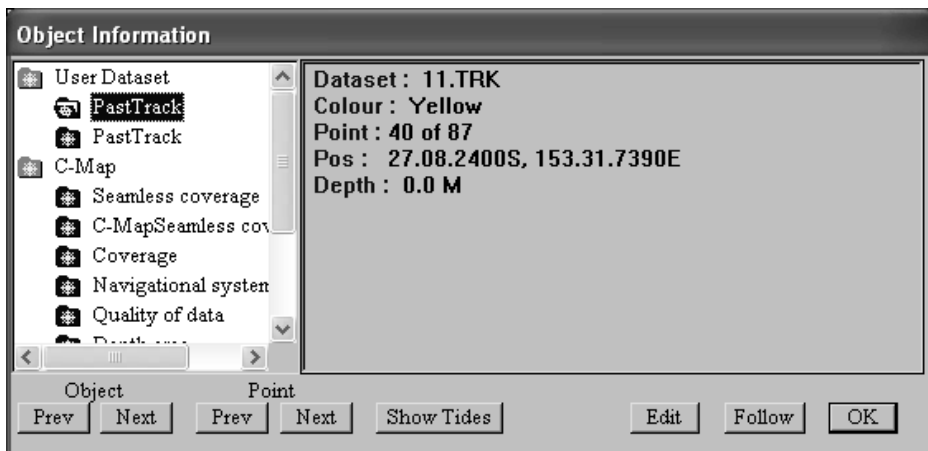 Object Information
User Dataset
PastTrack
PastTrack
C-Map
Seamless coverage
C-MapSeamless cov
Coverage
Navigational system
Quality of data
Dataset : 11.TRK
Colour : Yellow
Point : 40 of 87
Pos : 27.08.2400S, 153.31.7390E
Depth : 0.0 M
Object Point
Prev Next Prev Next Show Tides Edit Follow OK